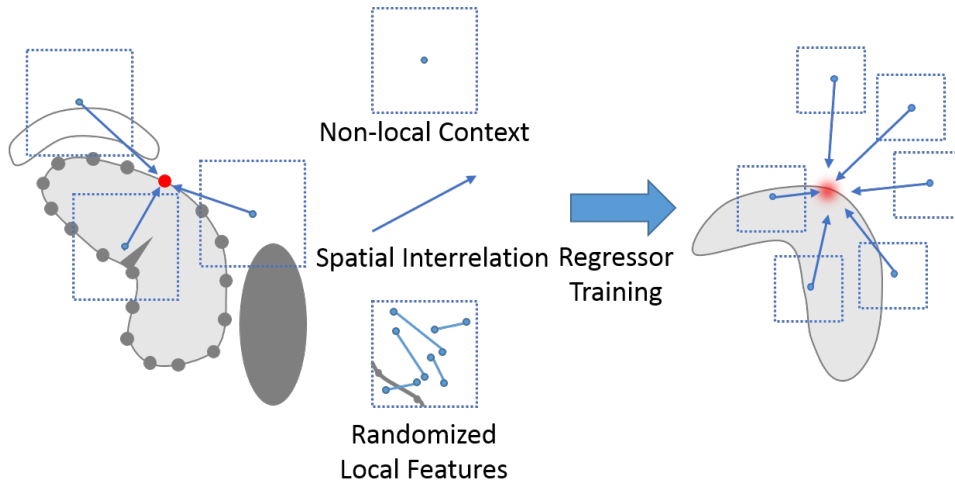 Non-local Context
Spatial Interrelation
Regressor
Training
Randomized
Local Features